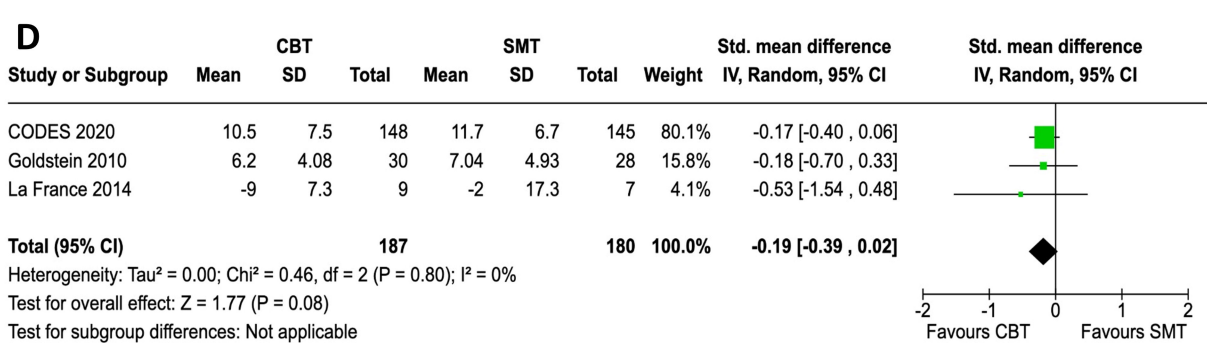 D
CBT SMT Std. mean difference Std. mean difference
Study or Subgroup Mean SD Total Mean SD Total Weight IV, Random, 95% CI IV, Random, 95% CI
CODES 2020 10.5 7.5 148 11.7 6.7 145 80.1% -0.17 [-0.40 , 0.06]
Goldstein 2010 6.2 4.08 30 7.04 4.93 28 15.8% -0.18 [-0.70 , 0.33]
La France 2014 -9 7.3 9 -2 17.3 7 4.1% -0.53 [-1.54 , 0.48]
Total (95% CI) 187 180 100.0% -0.19 [-0.39 , 0.02]
Heterogeneity: Tau² = 0.00; Chi² = 0.46, df = 2 (P = 0.80); I² = 0%
Test for overall effect: Z = 1.77 (P = 0.08)
Test for subgroup differences: Not applicable
-2 -1 0 1 2
Favours CBT Favours SMT